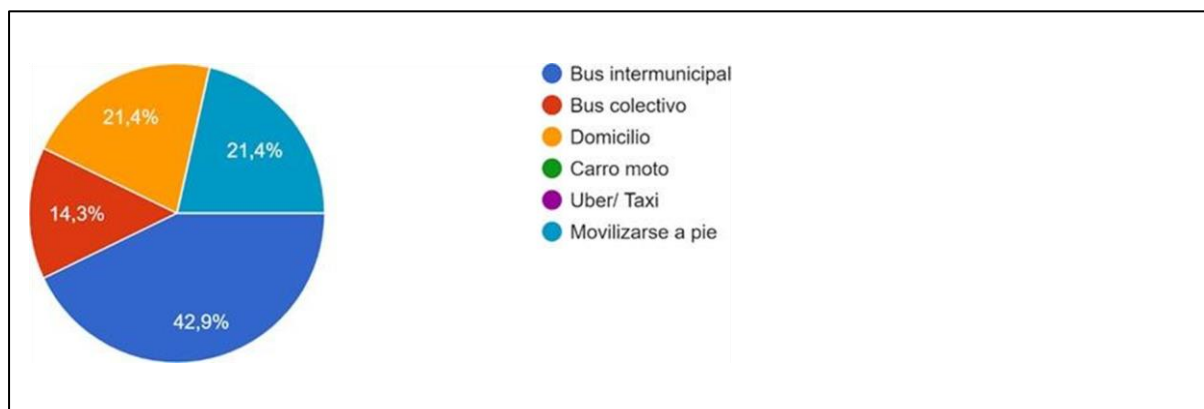 21,4%
21,4%
14,3%
42,9%
Bus intermunicipal
Bus colectivo
Domicilio
Carro moto
Uber/ Taxi
Movilizarse a pie